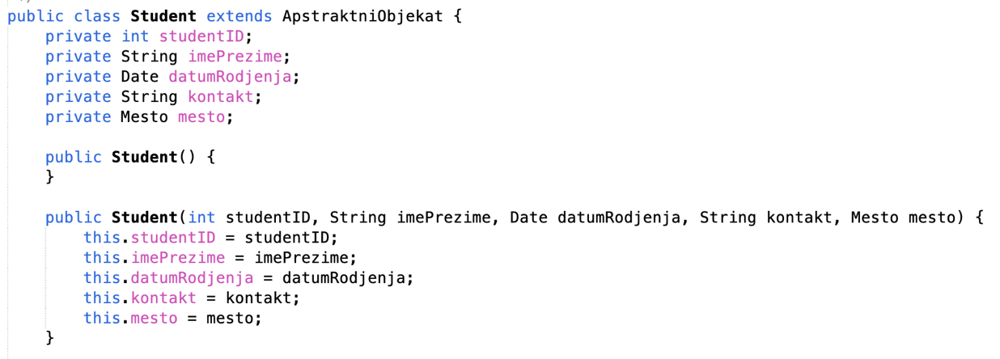 public class Student extends ApstraktniObjekat {
private int studentID;
private String imePrezime;
private Date datumRodjenja;
private String kontakt;
private Mesto mesto;
public Student() {
}
public Student(int studentID, String imePrezime, Date datumRodjenja, String kontakt, Mesto mesto) {
this.studentID = studentID;
this.imePrezime = imePrezime;
this.datumRodjenja = datumRodjenja;
this.kontakt = kontakt;
this.mesto = mesto;
}